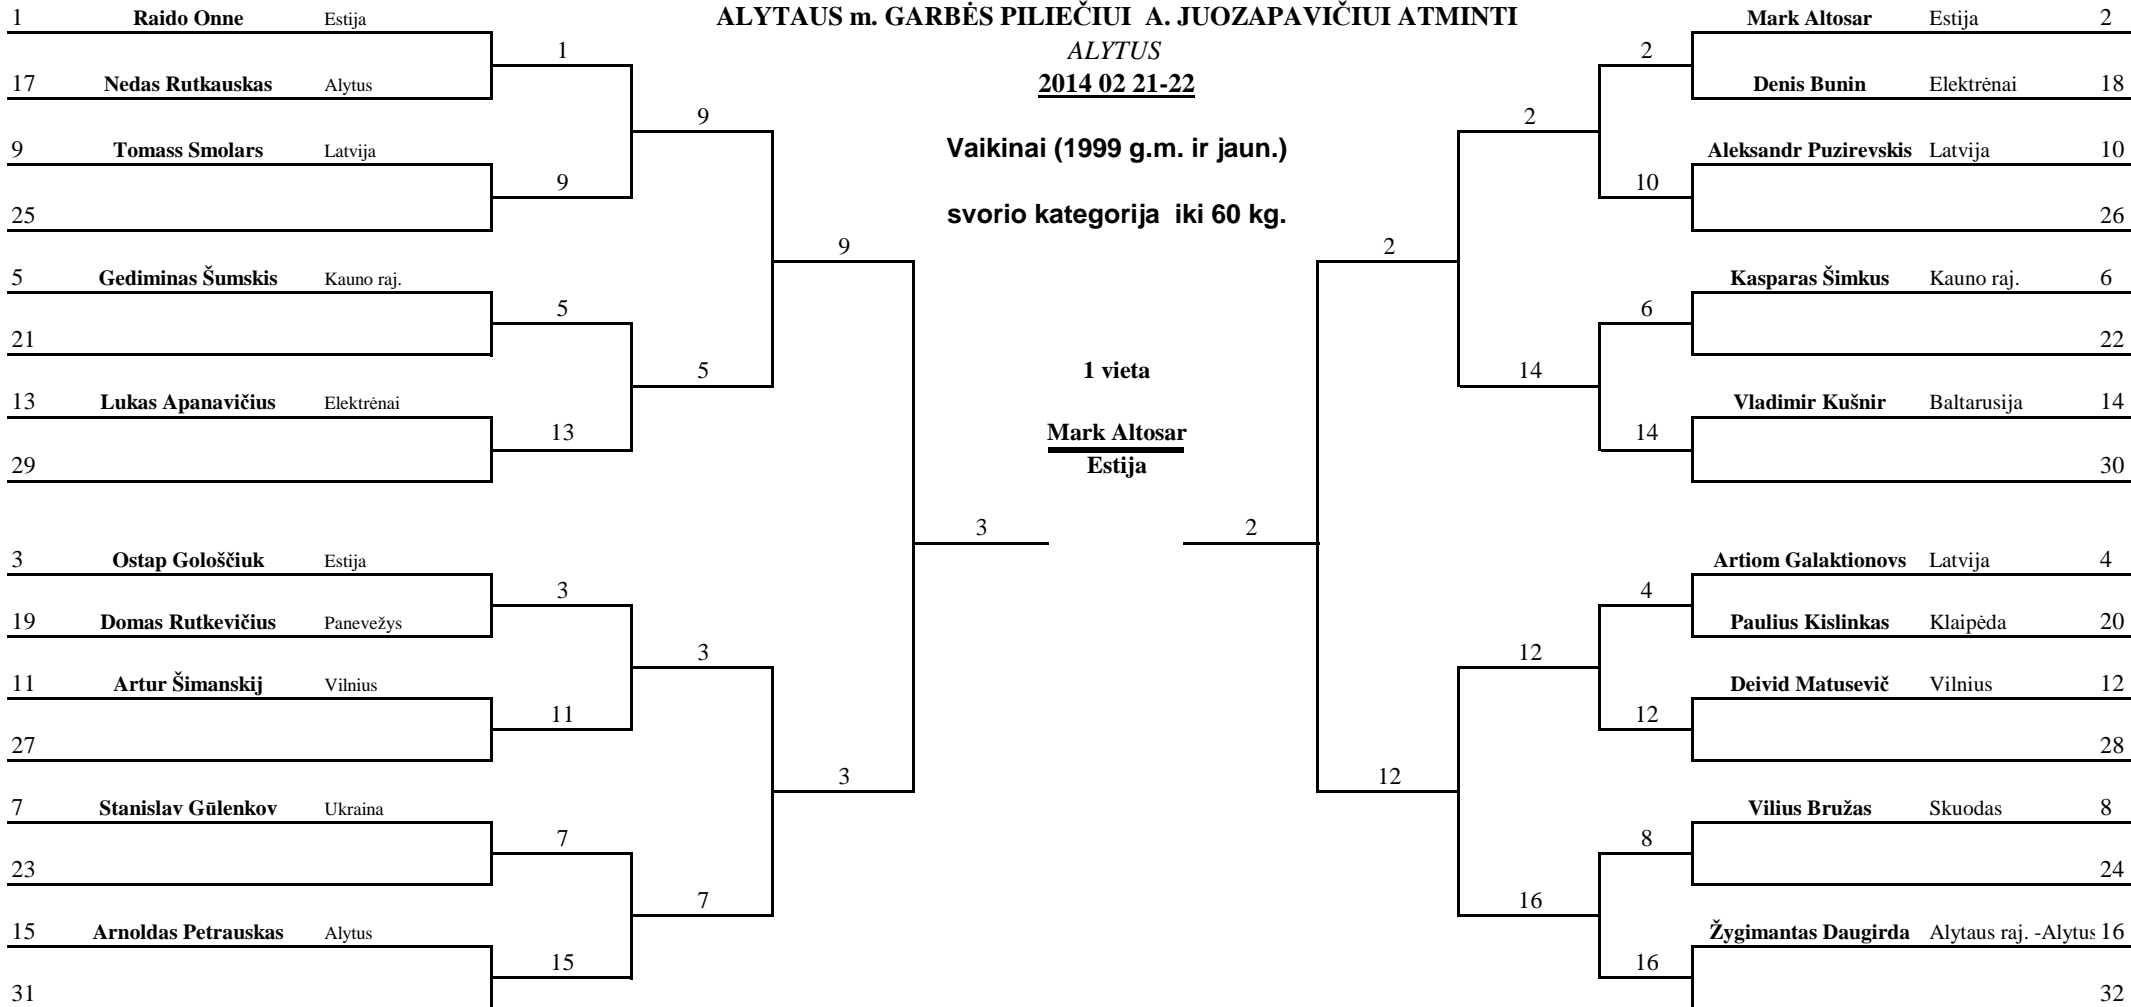 ALYTAUS m. GARBĖS PILIEČIUI A. JUOZAPAVIČIUI ATMINTI
ALYTUS
2014 02 21-22
Vaikinai (1999 g.m. ir jaun.)
svorio kategorija iki 60 kg.
1 Raido Onne Estija
1
17 Nedas Rutkauskas Alytus
9
9 Tomass Smolars Latvija
9
25
9
5 Gediminas Šumskis Kauno raj.
5
21
5
13 Lukas Apanavičius Elektrėnai
13
29
3
3 Ostap Gološčiuk Estija
3
19 Domas Rutkevičius Panevežys
3
11 Artur Šimanskij Vilnius
11
27
3
7 Stanislav Gūlenkov Ukraina
7
23
7
15 Arnoldas Petrauskas Alytus
15
31
1 vieta
Mark Altosar
Estija
Mark Altosar Estija 2
2
Denis Bunin Elektrėnai 18
2
Aleksandr Puzirevskis Latvija 10
10
26
2
Kasparas Šimkus Kauno raj. 6
6
22
14
Vladimir Kušnir Baltarusija 14
14
30
2
Artiom Galaktionovs Latvija 4
4
Paulius Kislinkas Klaipėda 20
12
Deivid Matusevič Vilnius 12
12
28
12
Vilius Bružas Skuodas 8
8
24
16
Žygimantas Daugirda Alytaus raj. -Alytus 16
16
32